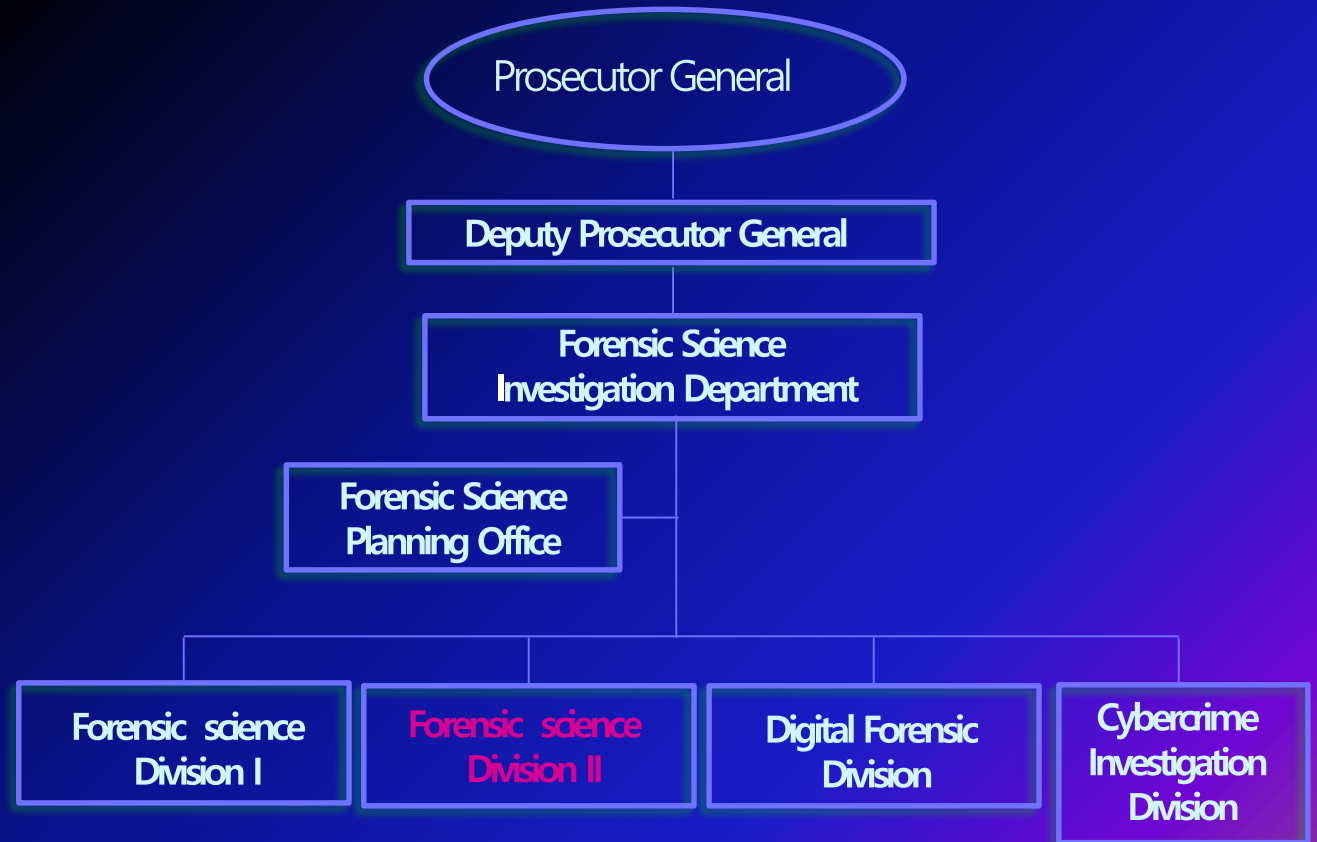 Prosecutor General
Deputy Prosecutor General
Forensic Science
Investigation Department
Forensic Science
Planning Office
Forensic science
Division I
Forensic science
Division II
Digital Forensic
Division
Cybercrime
Investigation
Division